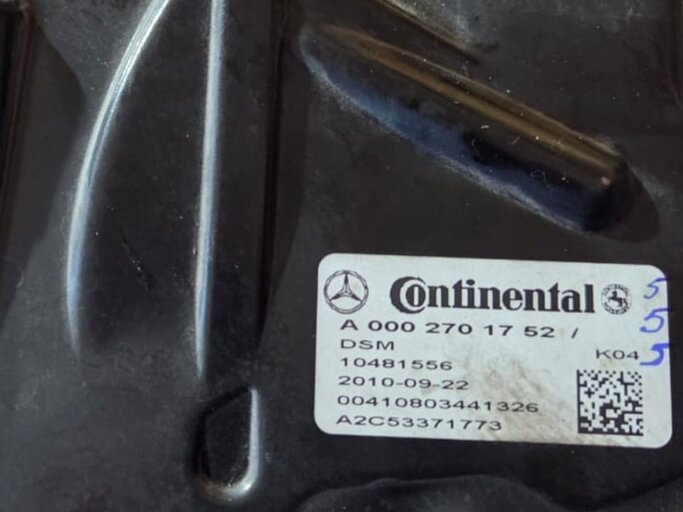 Continental 5
A 000 270 17 52 / 5
DSM K04 5
10481556
2010-09-22
00410803441326
A2C53371773